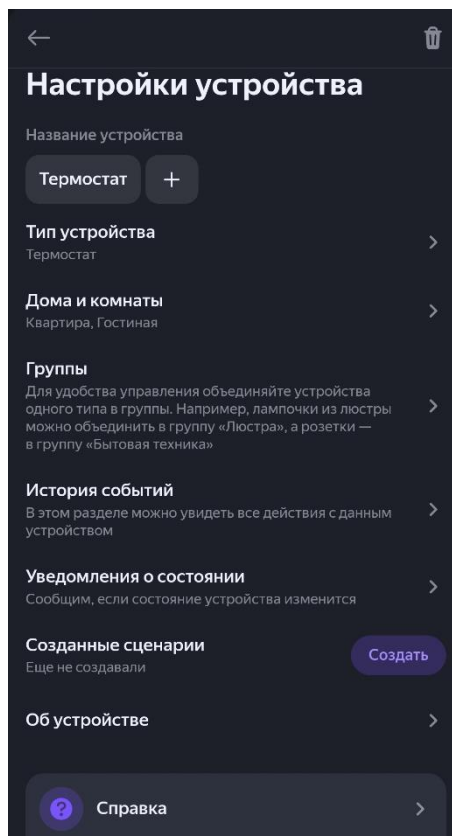 Настройки устройства
Название устройства
Термостат +
Тип устройства
Термостат
Дома и комнаты
Квартира, Гостиная
Группы
Для удобства управления объединяйте устройства
одного типа в группы. Например, лампочки из люстры
можно объединить в группу «Люстра», а розетки —
в группу «Бытовая техника»
История событий
В этом разделе можно увидеть все действия с данным
устройством
Уведомления о состоянии
Сообщим, если состояние устройства изменится
Созданные сценарии
Еще не создавали
Создать
Об устройстве
? Справка